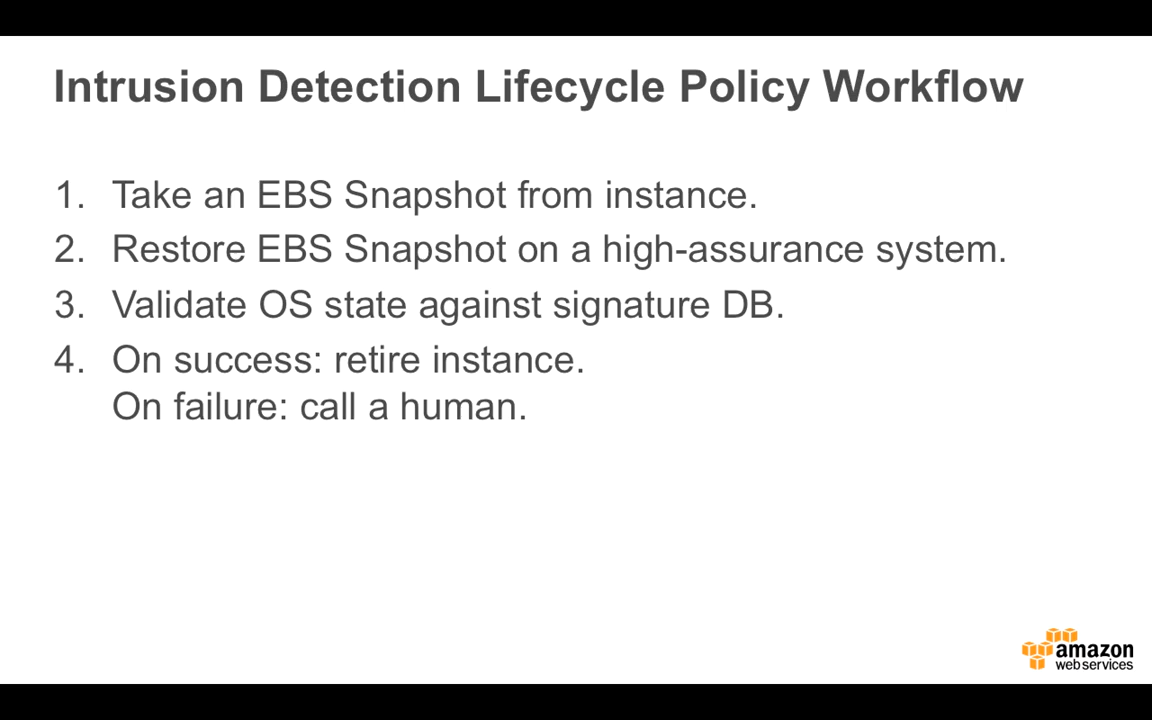 Intrusion Detection Lifecycle Policy Workflow
1. Take an EBS Snapshot from instance.
2. Restore EBS Snapshot on a high-assurance system.
3. Validate OS state against signature DB.
4. On success: retire instance.
On failure: call a human.
amazon
webservices